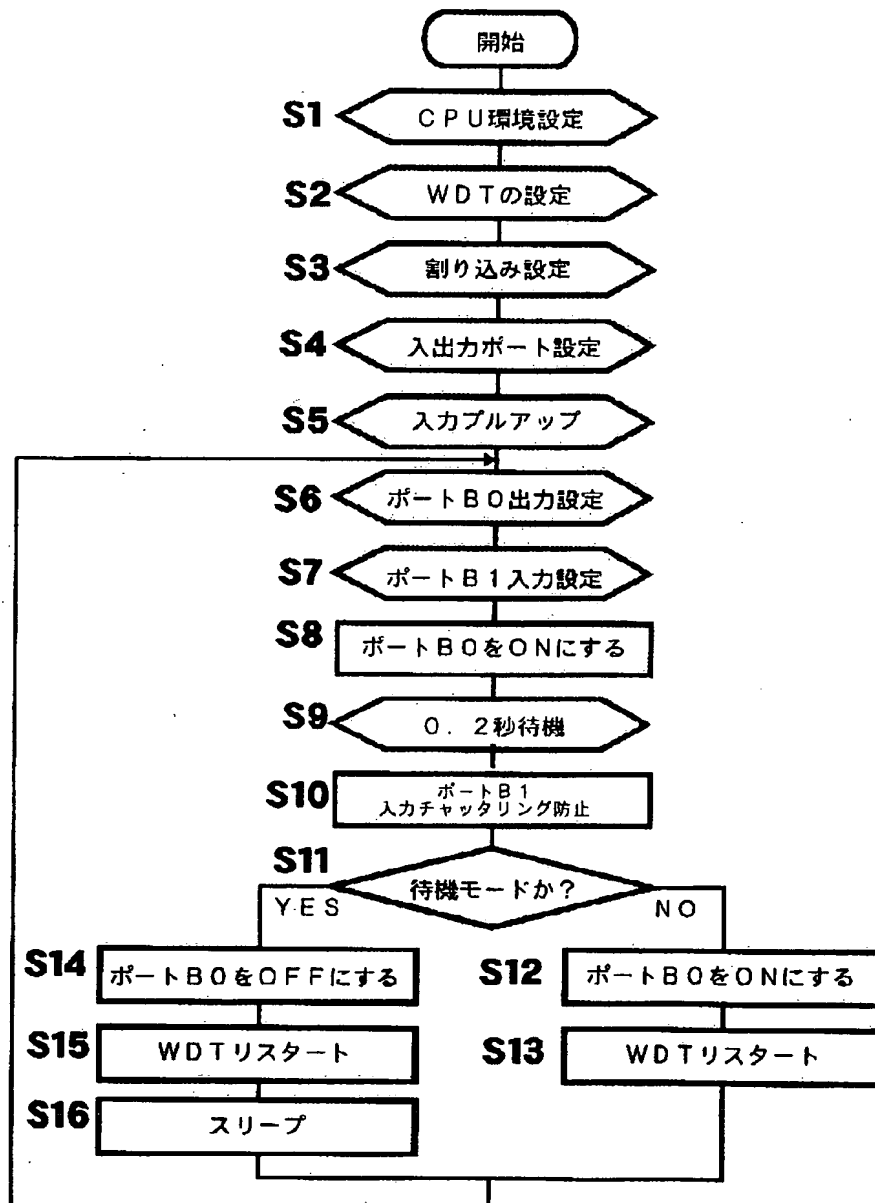 開始
S1 CPU環境設定
S2 WDTの設定
S3 割り込み設定
S4 入出力ポート設定
S5 入力プルアップ
S6 ポートB0出力設定
S7 ポートB1入力設定
S8 ポートB0をONにする
S9 0.2秒待機
S10 ポートB1
入力チャッタリング防止
S11 待機モードか?
YES NO
S14 ポートB0をOFFにする
S12 ポートB0をONにする
S15 WDTリスタート
S13 WDTリスタート
S16 スリープ